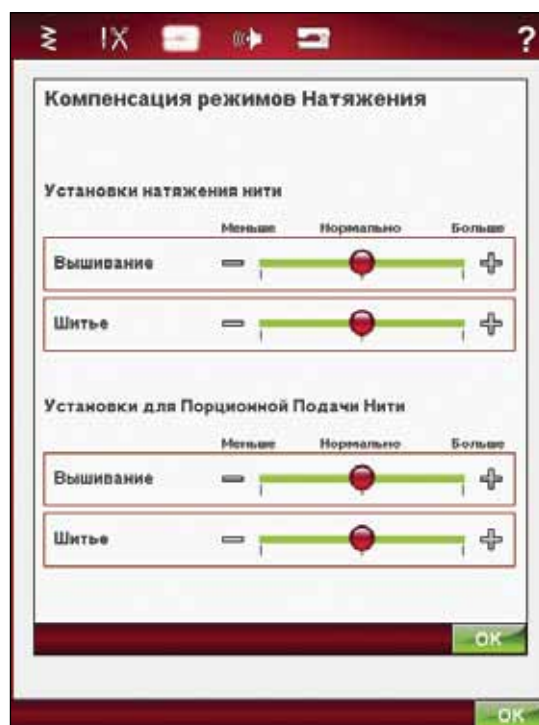 ?
Компенсация режимов Натяжения
Установки натяжения нити
Меньше Нормально Больше
Вышивание
Шитье
Установки для Порционной Подачи Нити
Меньше Нормально Больше
Вышивание
Шитье
OK
OK